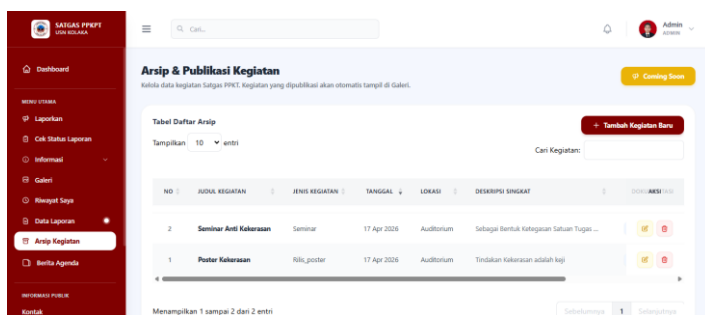 SATGAS PPKPT
USN KOLAKA
Cari...
Admin
ADMIN
Dashboard
MENU UTAMA
Laporkan
Cek Status Laporan
Informasi
Galeri
Riwayat Saya
Data Laporan
Arsip Kegiatan
Berita Agenda
INFORMASI PUBLIK
Kontak
Arsip & Publikasi Kegiatan
Kelola data kegiatan Satgas PPKT. Kegiatan yang dipublikasi akan otomatis tampil di Galeri.
Coming Soon
Tabel Daftar Arsip
+ Tambah Kegiatan Baru
Tampilkan 10 entri
Cari Kegiatan:
NO JUDUL KEGIATAN JENIS KEGIATAN TANGGAL LOKASI DESKRIPSI SINGKAT AKSI
2 Seminar Anti Kekerasan Seminar 17 Apr 2026 Auditorium Sebagai Bentuk Ketegasan Satuan Tugas ...
1 Poster Kekerasan Rilis_poster 17 Apr 2026 Auditorium Tindakan Kekerasan adalah keji
Menampilkan 1 sampai 2 dari 2 entri
Sebelumnya 1 Selanjutnya